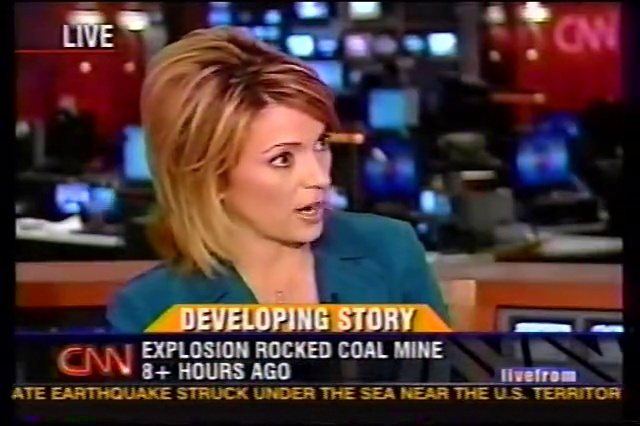 LIVE
CNN
DEVELOPING STORY
CNN
EXPLOSION ROCKED COAL MINE
8+ HOURS AGO
livefrom
ATE EARTHQUAKE STRUCK UNDER THE SEA NEAR THE U.S. TERRITOR